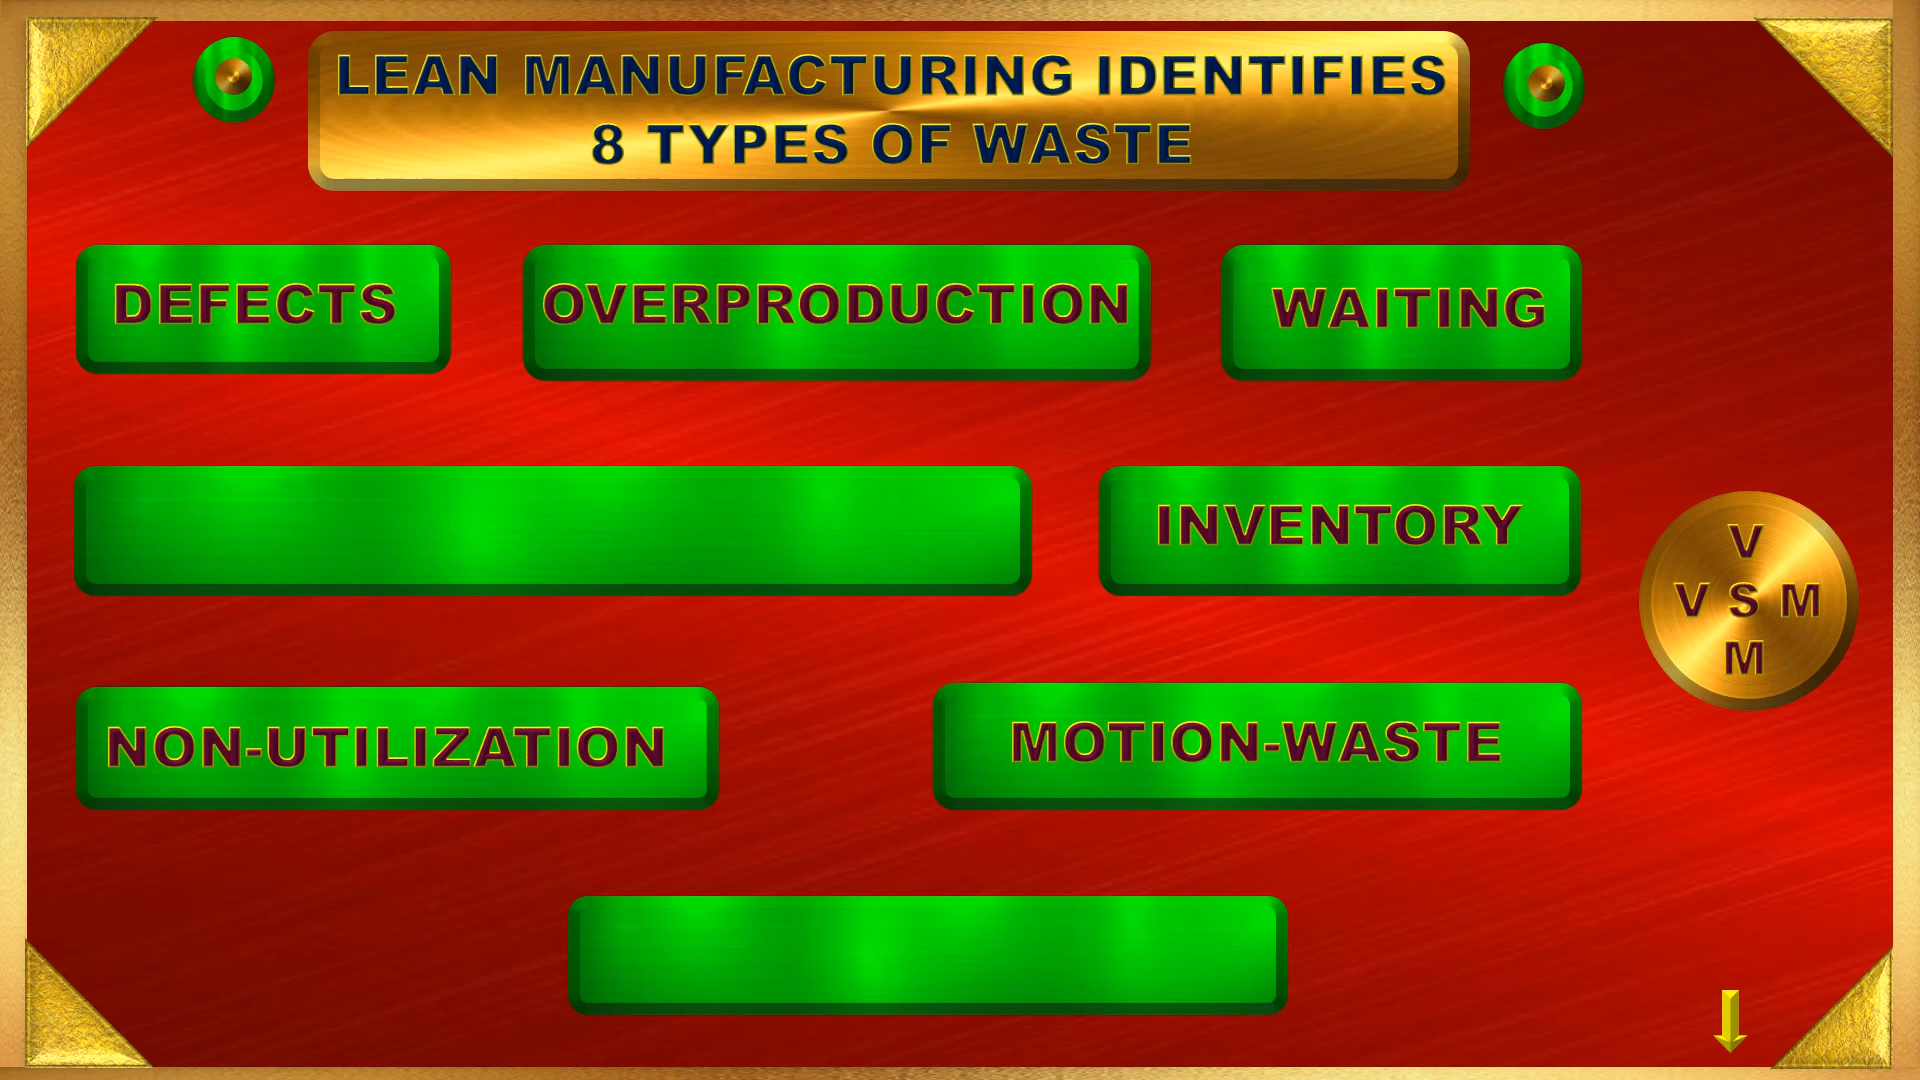 LEAN MANUFACTURING IDENTIFIES
8 TYPES OF WASTE
DEFECTS
OVERPRODUCTION
WAITING
INVENTORY
V
V S M
M
NON-UTILIZATION
MOTION-WASTE